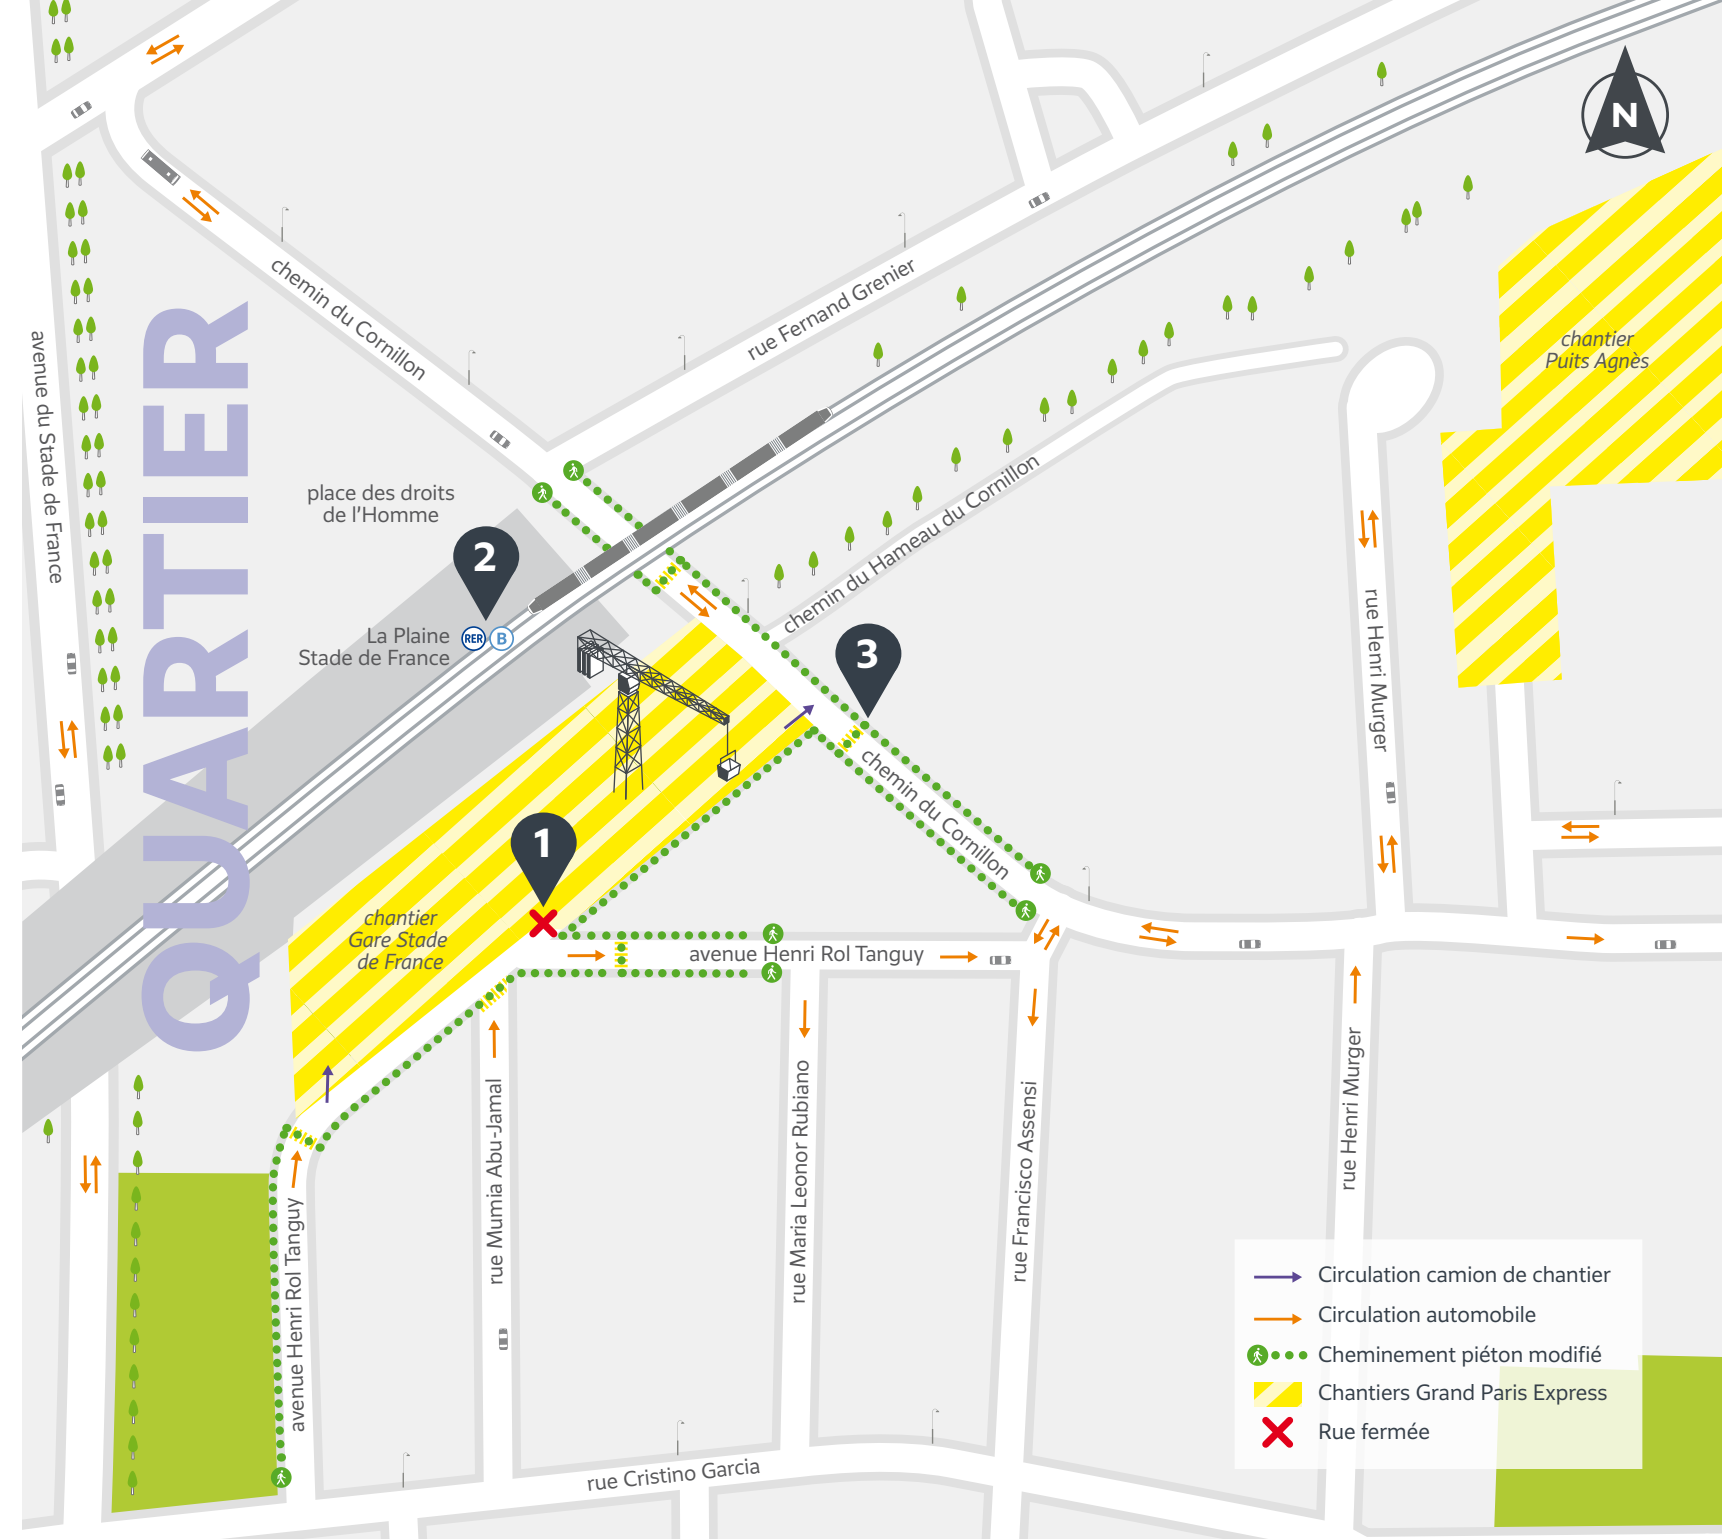 N
chemin du Cornillon
rue Fernand Grenier
avenue du Stade de France
QUARTIER
chantier
Puits Agnès
place des droits
de l'Homme
2
La Plaine
Stade de France
RER
B
chemin du Hameau du Cornillon
3
rue Henri Murger
chemin du Cornillon
1
chantier
Gare Stade
de France
avenue Henri Rol Tanguy
avenue Henri Rol Tanguy
rue Mumia Abu-Jamal
rue Maria Leonor Rubiano
rue Francisco Assensi
rue Henri Murger
rue Cristino Garcia
Circulation camion de chantier
Circulation automobile
Cheminement piéton modifié
Chantiers Grand Paris Express
Rue fermée